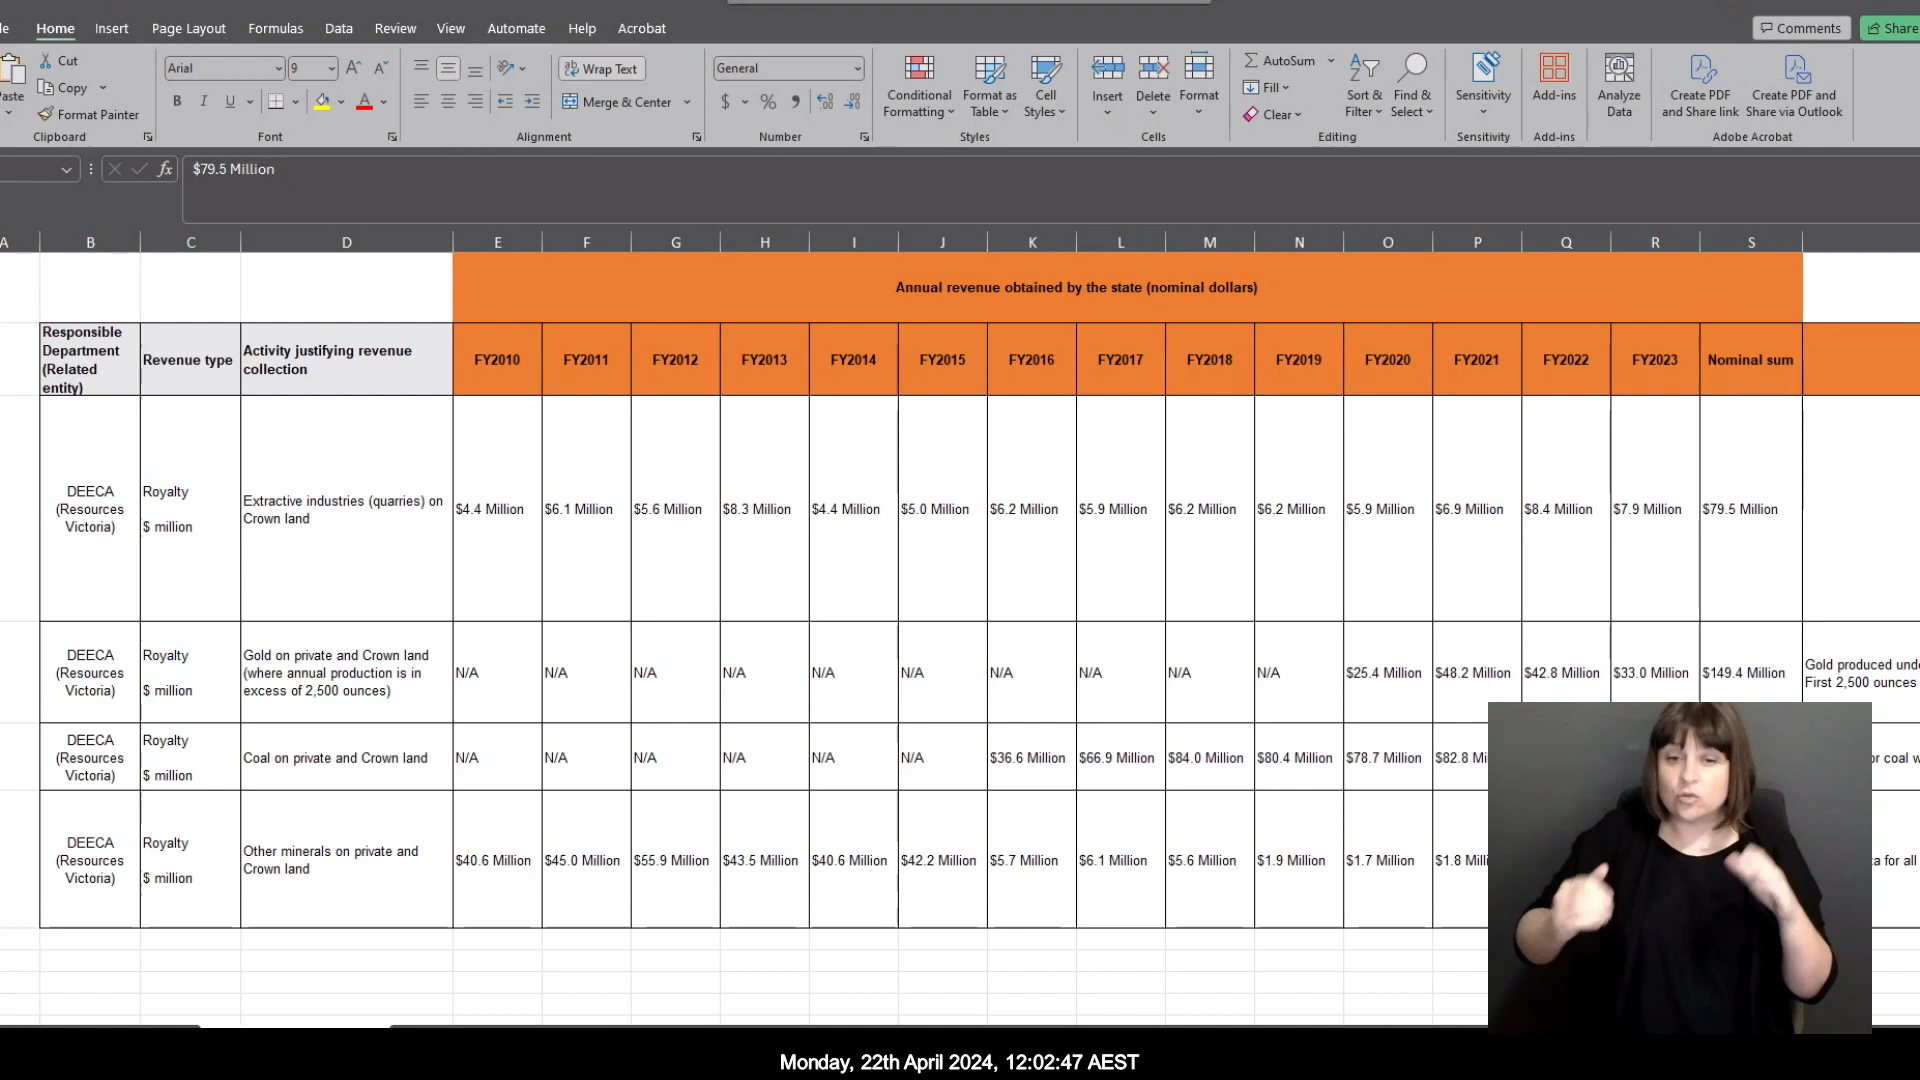 Home Insert Page Layout Formulas Data Review View Automate Help Acrobat Comments Share
Cut
Copy
Format Painter
Clipboard
Arial 9
B I U
Font
Wrap Text
Merge & Center
Alignment
General
$ %
Number
Conditional Formatting
Format as Table
Cell Styles
Styles
Insert Delete Format
Cells
AutoSum
Fill
Clear
Sort & Filter
Find & Select
Editing
Sensitivity
Sensitivity
Add-ins
Add-ins
Analyze Data
Create PDF and Share link
Create PDF and Share via Outlook
Adobe Acrobat
fx $79.5 Million
A B C D E F G H I J K L M N O P Q R S
Annual revenue obtained by the state (nominal dollars)
Responsible Department (Related entity) Revenue type Activity justifying revenue collection FY2010 FY2011 FY2012 FY2013 FY2014 FY2015 FY2016 FY2017 FY2018 FY2019 FY2020 FY2021 FY2022 FY2023 Nominal sum
DEECA (Resources Victoria) Royalty $ million Extractive industries (quarries) on Crown land $4.4 Million $6.1 Million $5.6 Million $8.3 Million $4.4 Million $5.0 Million $6.2 Million $5.9 Million $6.2 Million $6.2 Million $5.9 Million $6.9 Million $8.4 Million $7.9 Million $79.5 Million
DEECA (Resources Victoria) Royalty $ million Gold on private and Crown land (where annual production is in excess of 2,500 ounces) N/A N/A N/A N/A N/A N/A N/A N/A N/A N/A $25.4 Million $48.2 Million $42.8 Million $33.0 Million $149.4 Million Gold produced First 2,500 ounces
DEECA (Resources Victoria) Royalty $ million Coal on private and Crown land N/A N/A N/A N/A N/A N/A $36.6 Million $66.9 Million $84.0 Million $80.4 Million $78.7 Million $82.8 coal
DEECA (Resources Victoria) Royalty $ million Other minerals on private and Crown land $40.6 Million $45.0 Million $55.9 Million $43.5 Million $40.6 Million $42.2 Million $5.7 Million $6.1 Million $5.6 Million $1.9 Million $1.7 Million $1.8 for all
Monday, 22th April 2024, 12:02:47 AEST